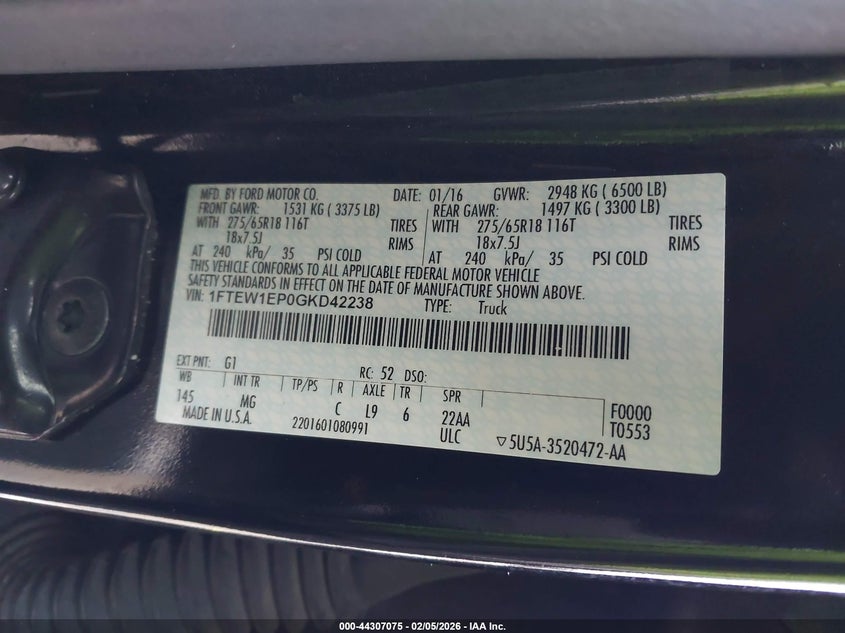 MFD. BY FORD MOTOR CO. DATE: 01/16 GVWR: 2948 KG ( 6500 LB)
FRONT GAWR: 1531 KG ( 3375 LB) REAR GAWR: 1497 KG ( 3300 LB)
WITH 275/65R18 116T TIRES WITH 275/65R18 116T TIRES
18x7.5J RIMS 18x7.5J RIMS
AT 240 kPa/ 35 PSI COLD AT 240 kPa/ 35 PSI COLD
THIS VEHICLE CONFORMS TO ALL APPLICABLE FEDERAL MOTOR VEHICLE
SAFETY STANDARDS IN EFFECT ON THE DATE OF MANUFACTURE SHOWN ABOVE.
VIN: 1FTEW1EP0GKD42238 TYPE: Truck
EXT PNT: G1 RC: 52 DSO:
WB INT TR TP/PS R AXLE TR SPR
145 MG C L9 6 22AA F0000
MADE IN U.S.A. 2201601080991 ULC T0553
▽5U5A-3520472-AA
000-44307075 | 02/05/2026 - IAA Inc.